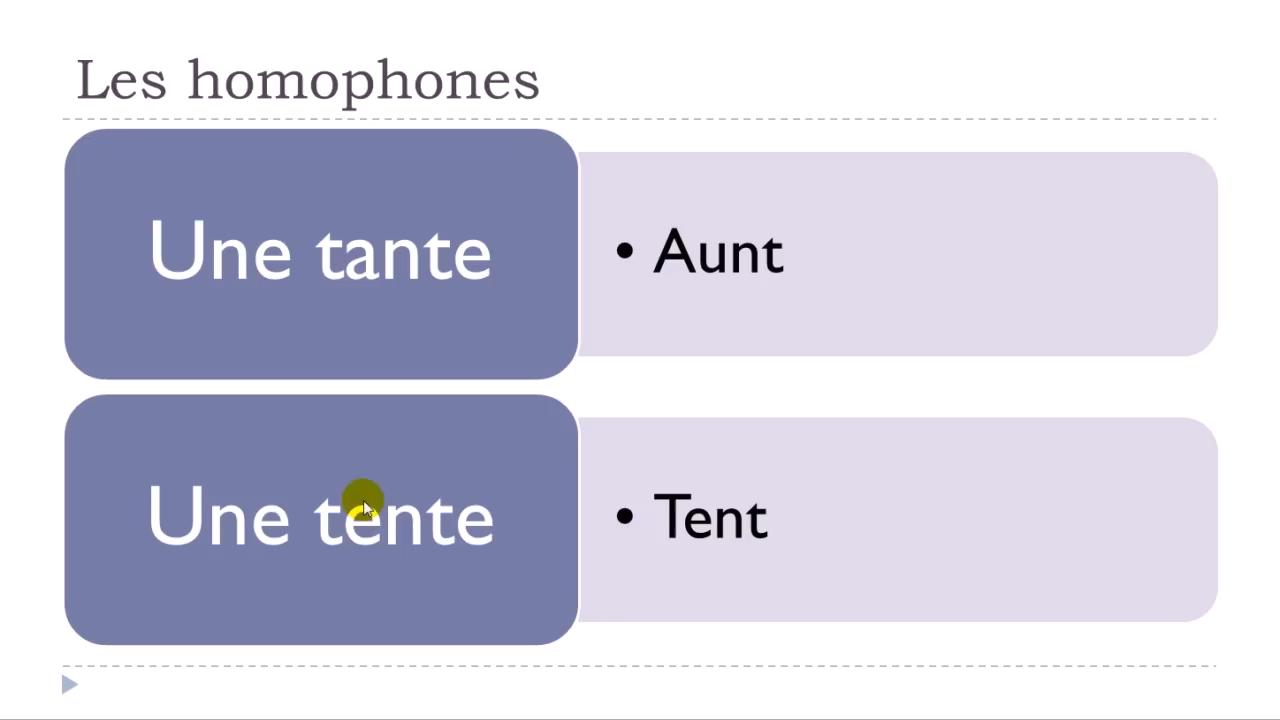 Les homophones
Une tante
• Aunt
Une tente
• Tent